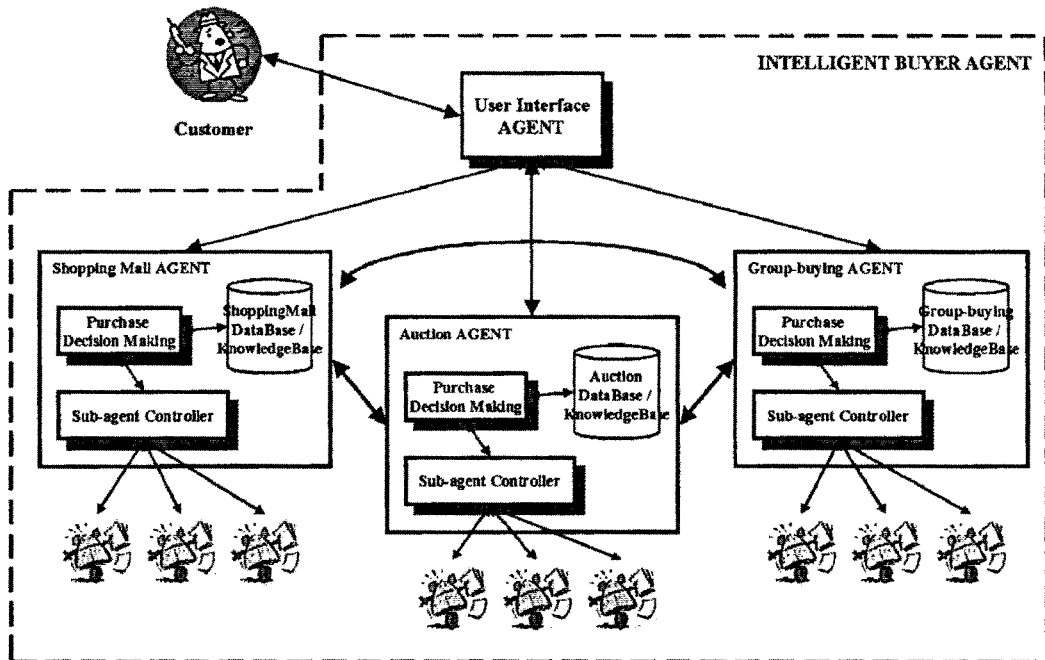 INTELLIGENT BUYER AGENT
Customer
User Interface
AGENT
Shopping Mall AGENT
Purchase
Decision Making
ShoppingMall
DataBase /
KnowledgeBase
Sub-agent Controller
Auction AGENT
Purchase
Decision Making
Auction
DataBase /
KnowledgeBase
Sub-agent Controller
Group-buying AGENT
Purchase
Decision Making
Group-buying
DataBase /
KnowledgeBase
Sub-agent Controller